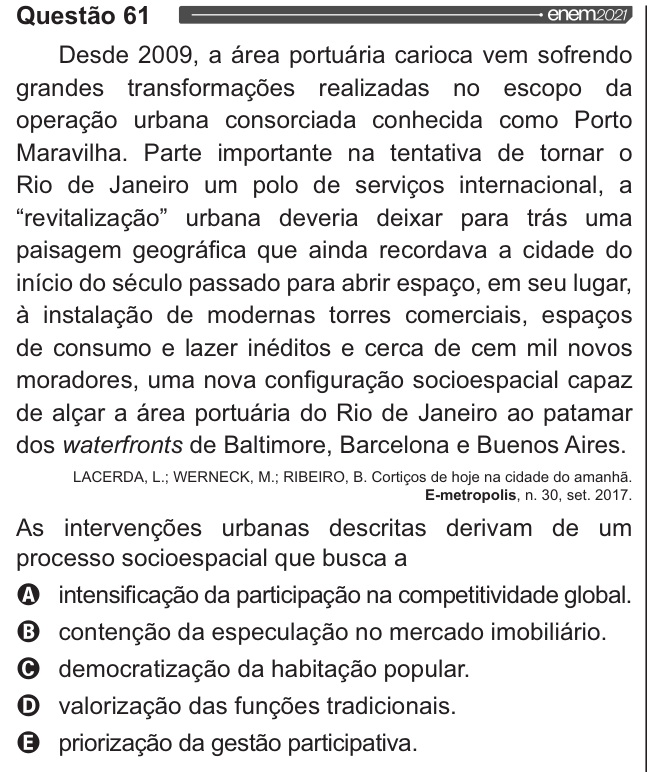 Questão 61 enem2021
Desde 2009, a área portuária carioca vem sofrendo
grandes transformações realizadas no escopo da
operação urbana consorciada conhecida como Porto
Maravilha. Parte importante na tentativa de tornar o
Rio de Janeiro um polo de serviços internacional, a
“revitalização” urbana deveria deixar para trás uma
paisagem geográfica que ainda recordava a cidade do
início do século passado para abrir espaço, em seu lugar,
à instalação de modernas torres comerciais, espaços
de consumo e lazer inéditos e cerca de cem mil novos
moradores, uma nova configuração socioespacial capaz
de alçar a área portuária do Rio de Janeiro ao patamar
dos waterfronts de Baltimore, Barcelona e Buenos Aires.
LACERDA, L.; WERNECK, M.; RIBEIRO, B. Cortiços de hoje na cidade do amanhã.
E-metropolis, n. 30, set. 2017.
As intervenções urbanas descritas derivam de um
processo socioespacial que busca a
A intensificação da participação na competitividade global.
B contenção da especulação no mercado imobiliário.
C democratização da habitação popular.
D valorização das funções tradicionais.
E priorização da gestão participativa.